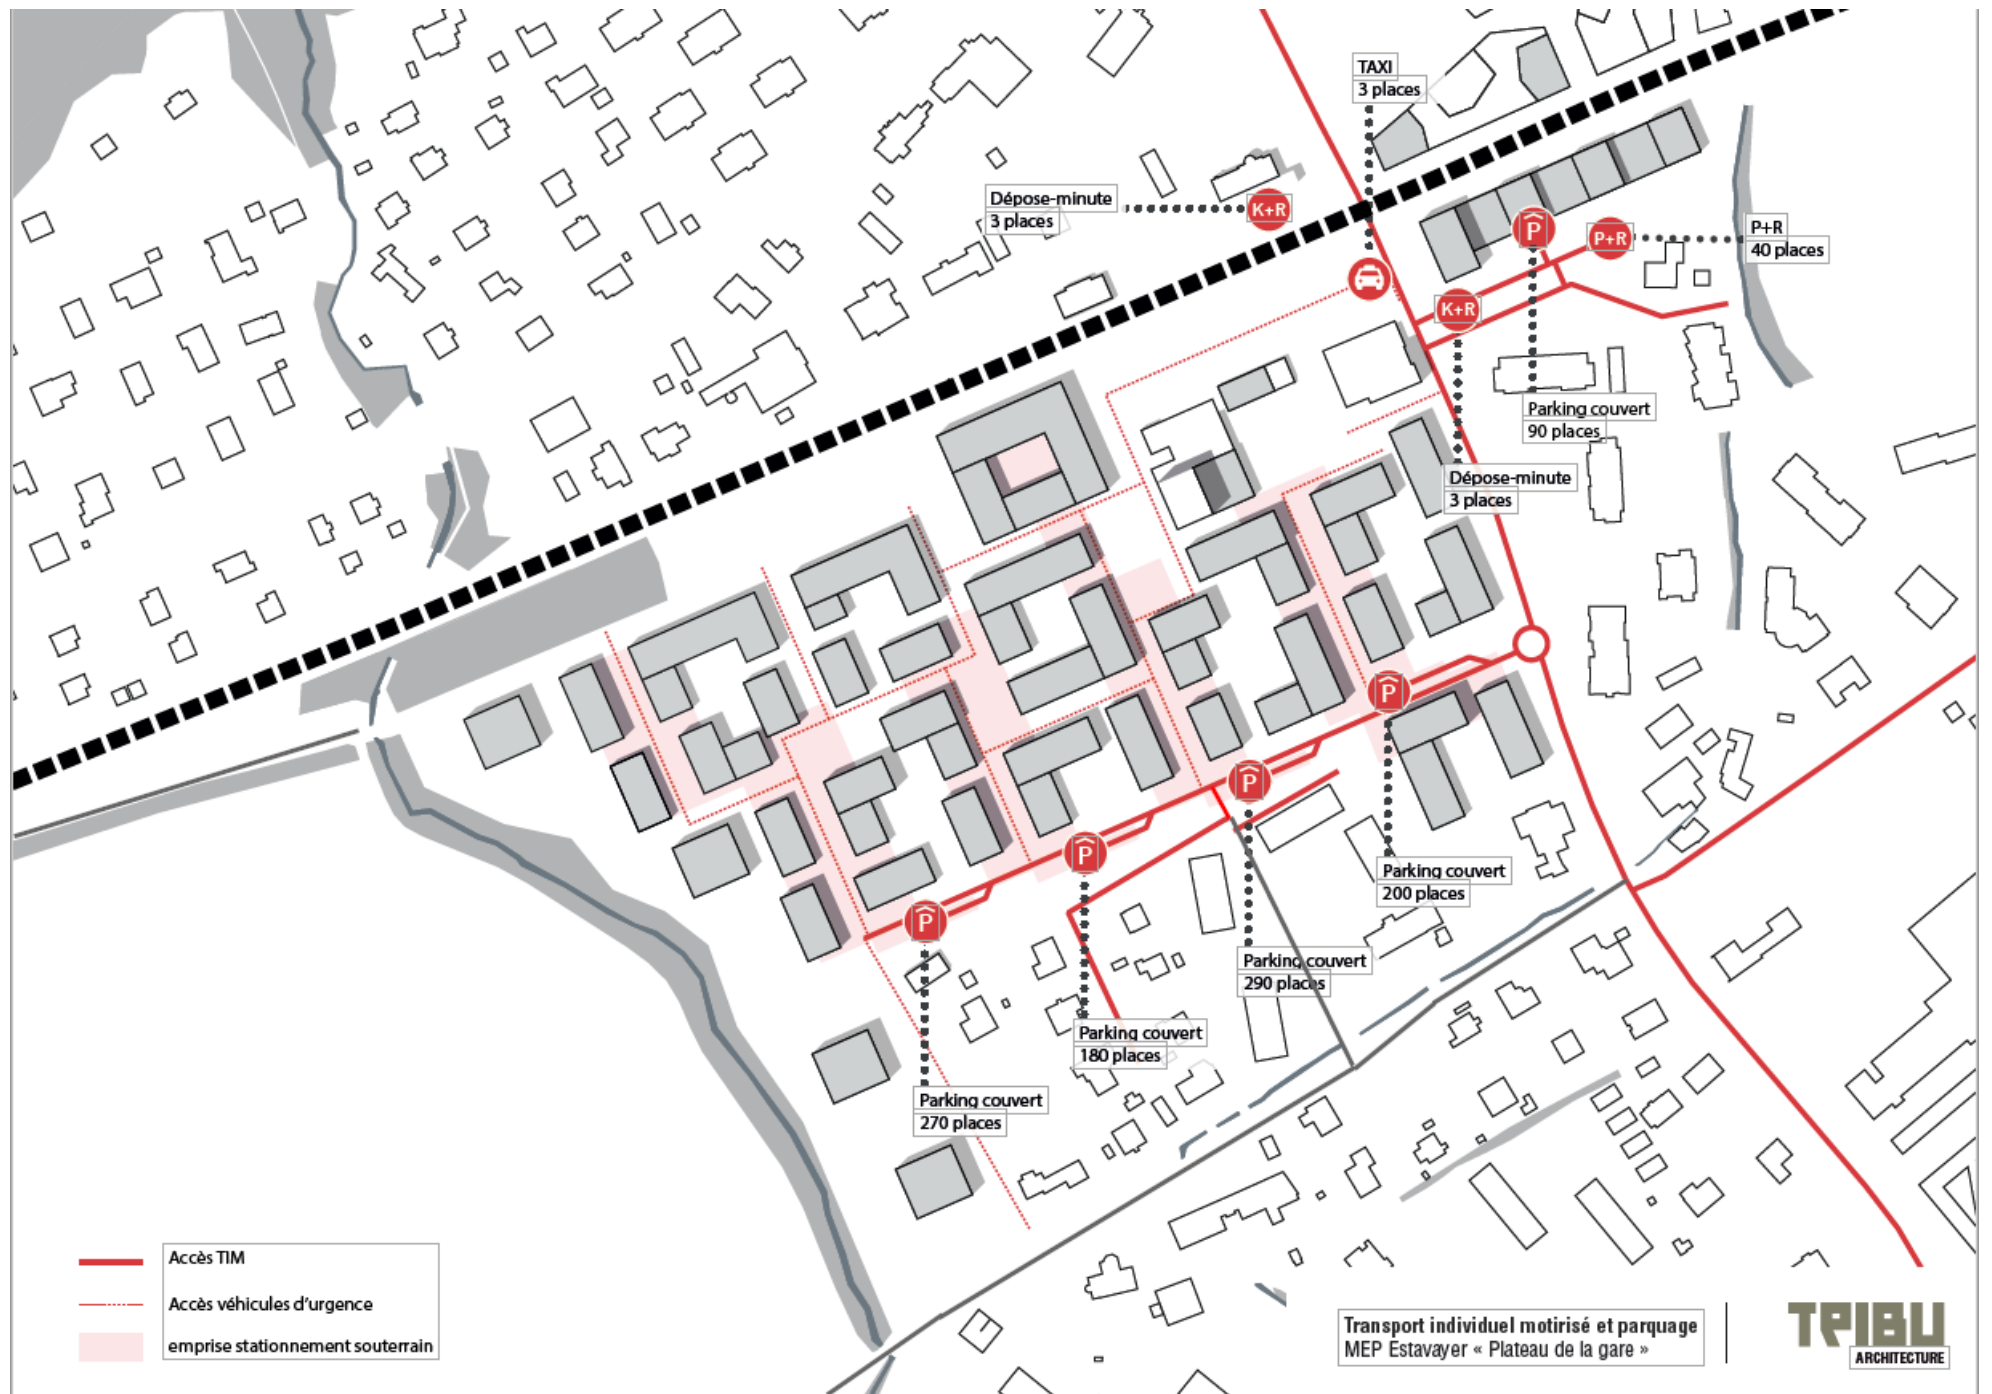 TAXI
3 places
Dépose-minute
3 places
K+R
P
P+R
P+R
40 places
K+R
Parking couvert
90 places
Dépose-minute
3 places
P
P
P
P
Parking couvert
200 places
Parking couvert
290 places
Parking couvert
180 places
Parking couvert
270 places
Accès TIM
Accès véhicules d'urgence
emprise stationnement souterrain
Transport individuel motirisé et parquage
MEP Estavayer « Plateau de la gare »
TRIBU
ARCHITECTURE